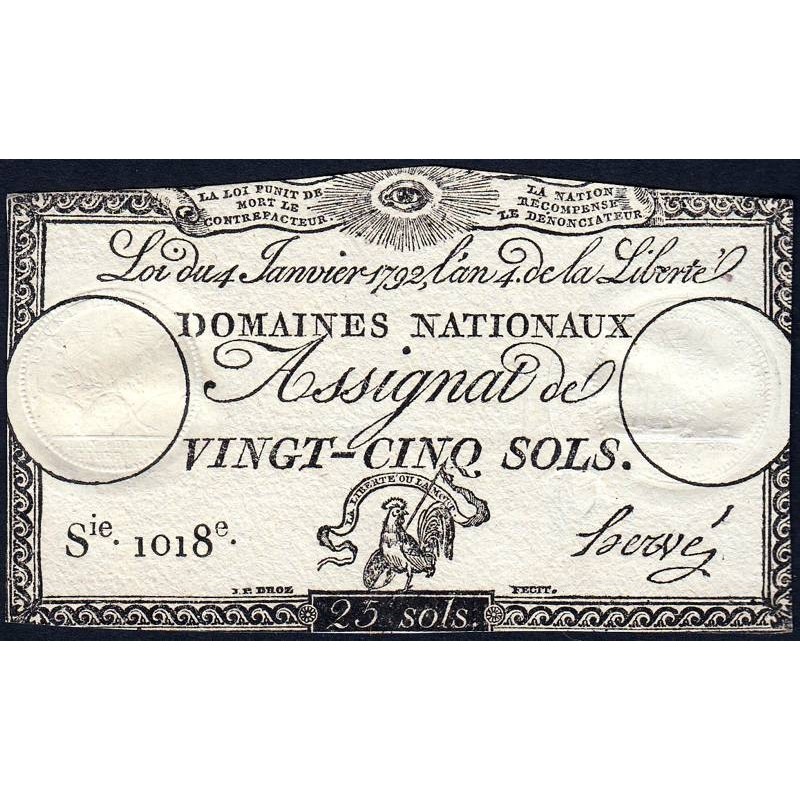 LA LOI PUNIT DE
MORT LE
CONTREFACTEUR.
LA NATION
RECOMPENSE
LE DENONCIATEUR
Loi du 4 Janvier 1792, l'an 4. de la Liberté
DOMAINES NATIONAUX
Assignat de
VINGT-CINQ SOLS.
LA LIBERTÉ OU LA MORT
Sie. 1018e.
hervé
J.P. DROZ
FECIT.
25 sols.